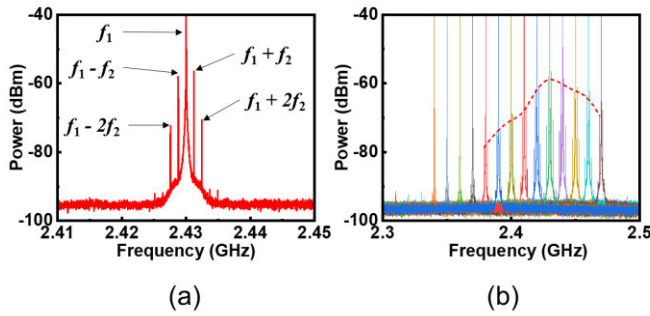 -40
-60
-80
-100
Power (dBm)
f1
f1 - f2
f1 + f2
f1 - 2f2
f1 + 2f2
2.41 2.42 2.43 2.44 2.45
Frequency (GHz)
(a)
-40
-60
-80
-100
Power (dBm)
2.3 2.4 2.5
Frequency (GHz)
(b)